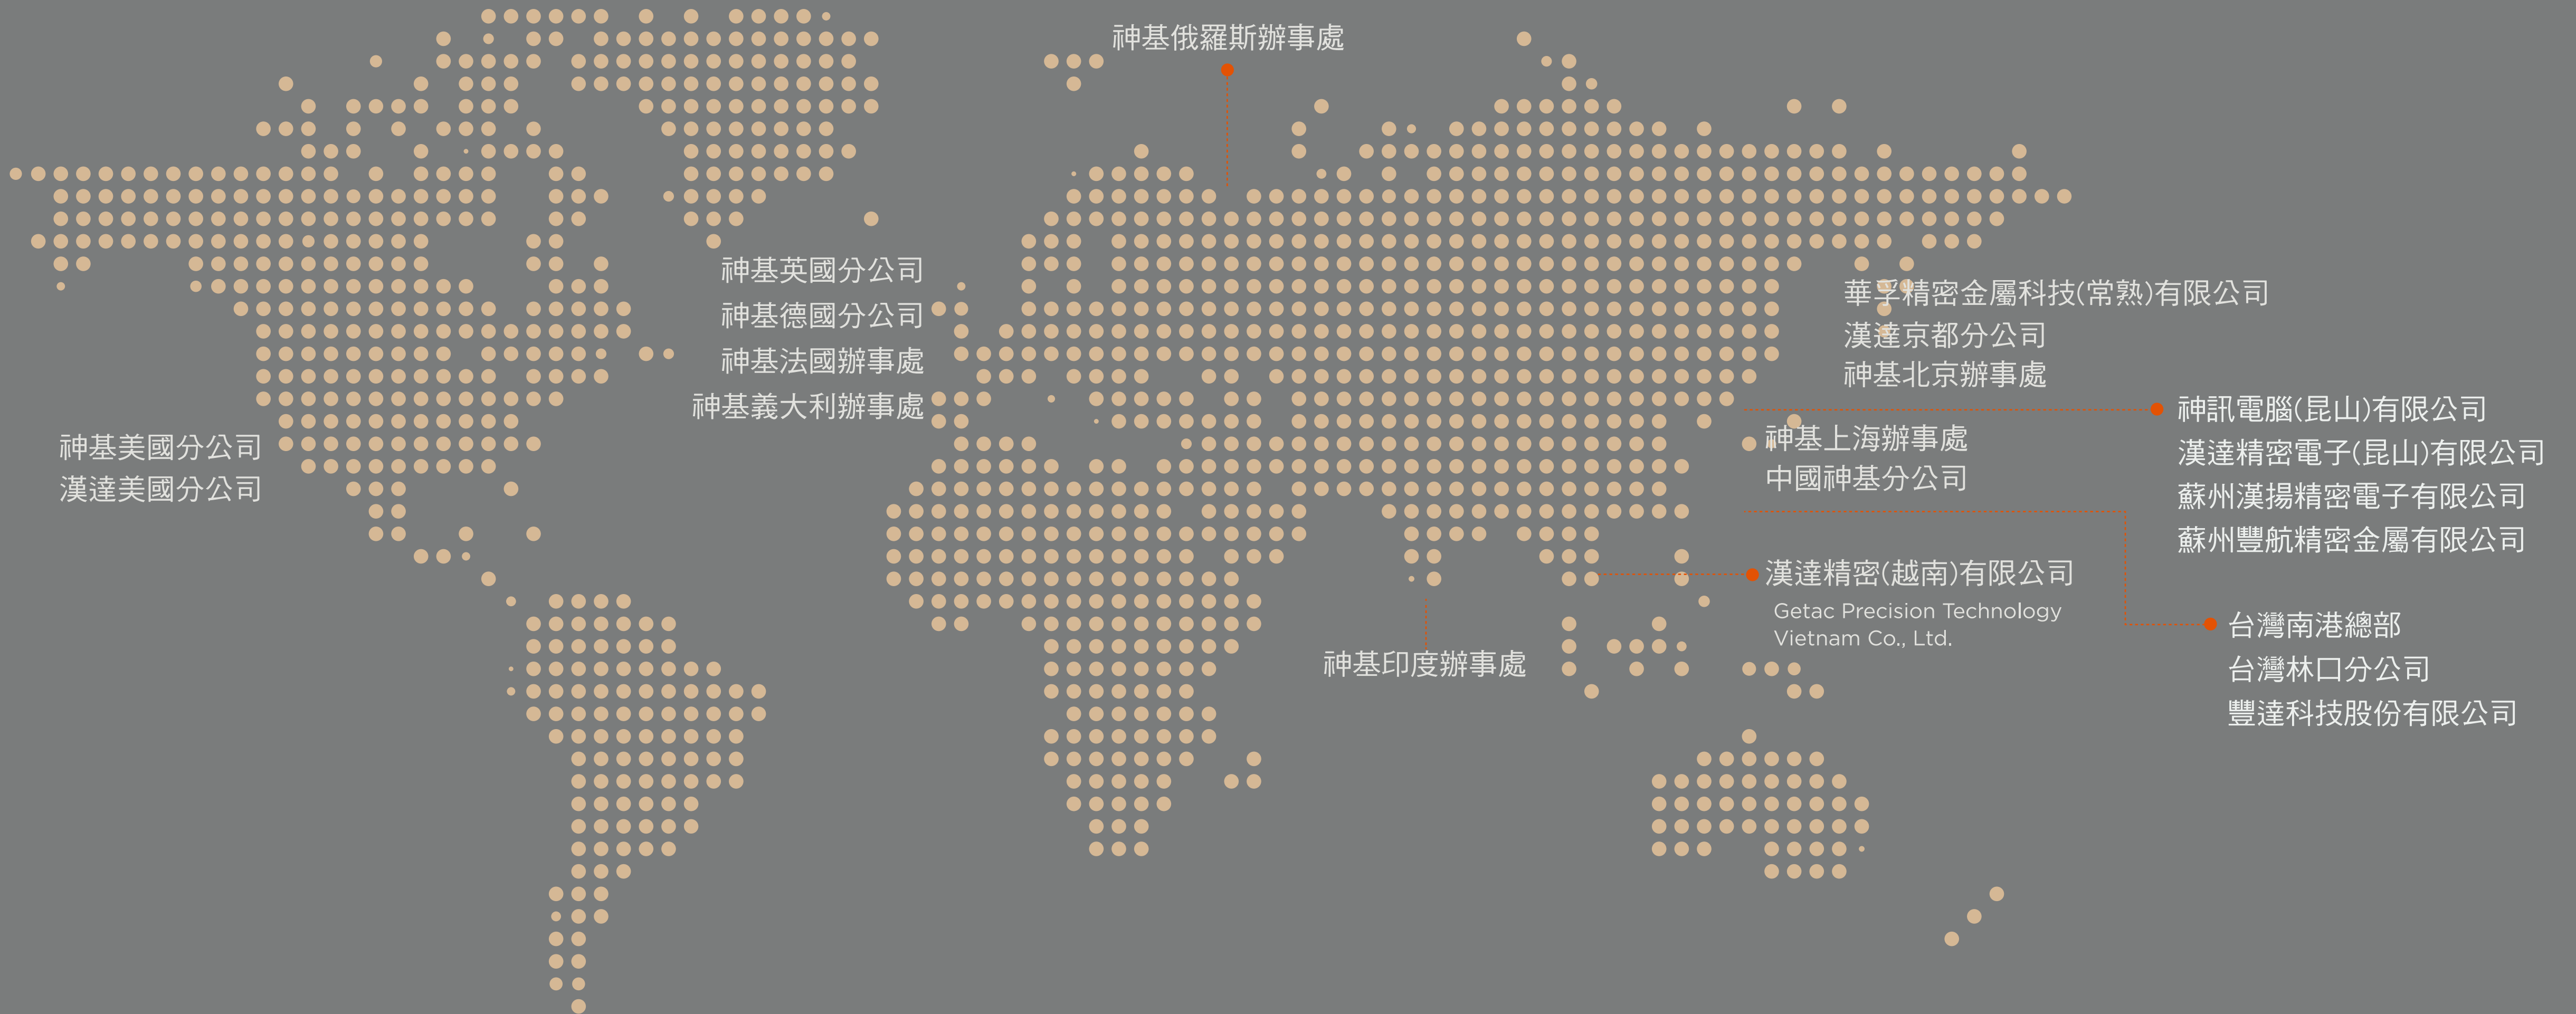 神基俄羅斯辦事處
神基英國分公司
神基德國分公司
神基法國辦事處
神基義大利辦事處
神基美國分公司
漢達美國分公司
華孚精密金屬科技(常熟)有限公司
漢達京都分公司
神基北京辦事處
神訊電腦(昆山)有限公司
漢達精密電子(昆山)有限公司
蘇州漢揚精密電子有限公司
蘇州豐航精密金屬有限公司
神基上海辦事處
中國神基分公司
漢達精密(越南)有限公司
Getac Precision Technology
Vietnam Co., Ltd.
神基印度辦事處
台灣南港總部
台灣林口分公司
豐達科技股份有限公司